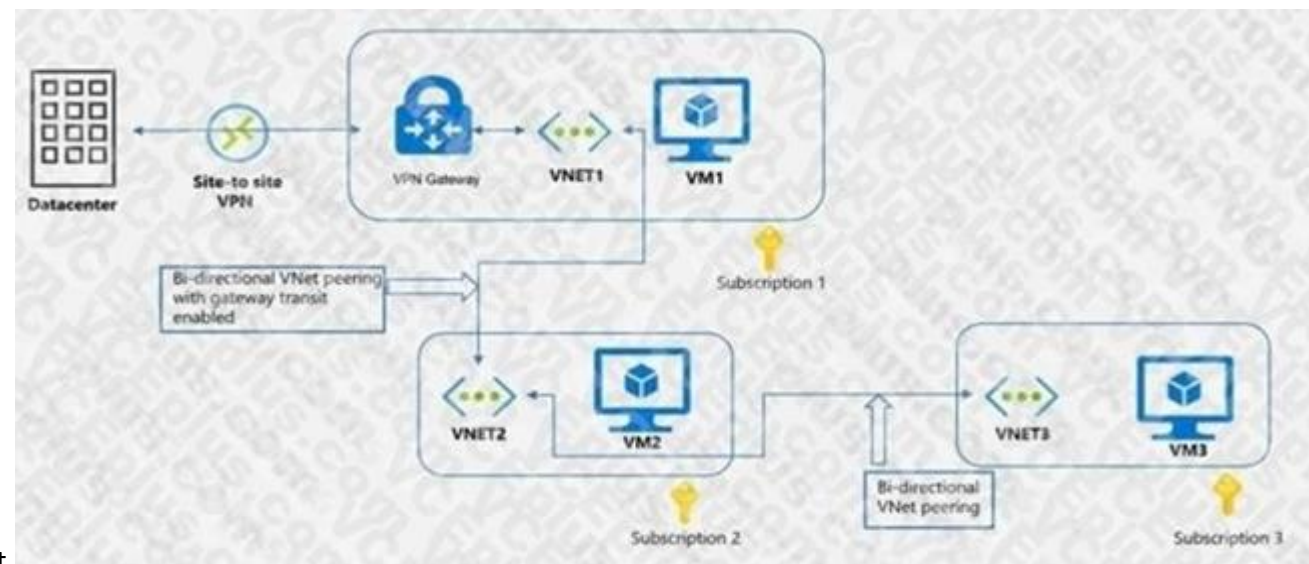 VPN Gateway
VNET1
VM1
Datacenter
Site-to site
VPN
Bi-directional VNet peering
with gateway transit
enabled
Subscription 1
VNET2
VM2
VNET3
VM3
Bi-directional
VNet peering
Subscription 2
Subscription 3